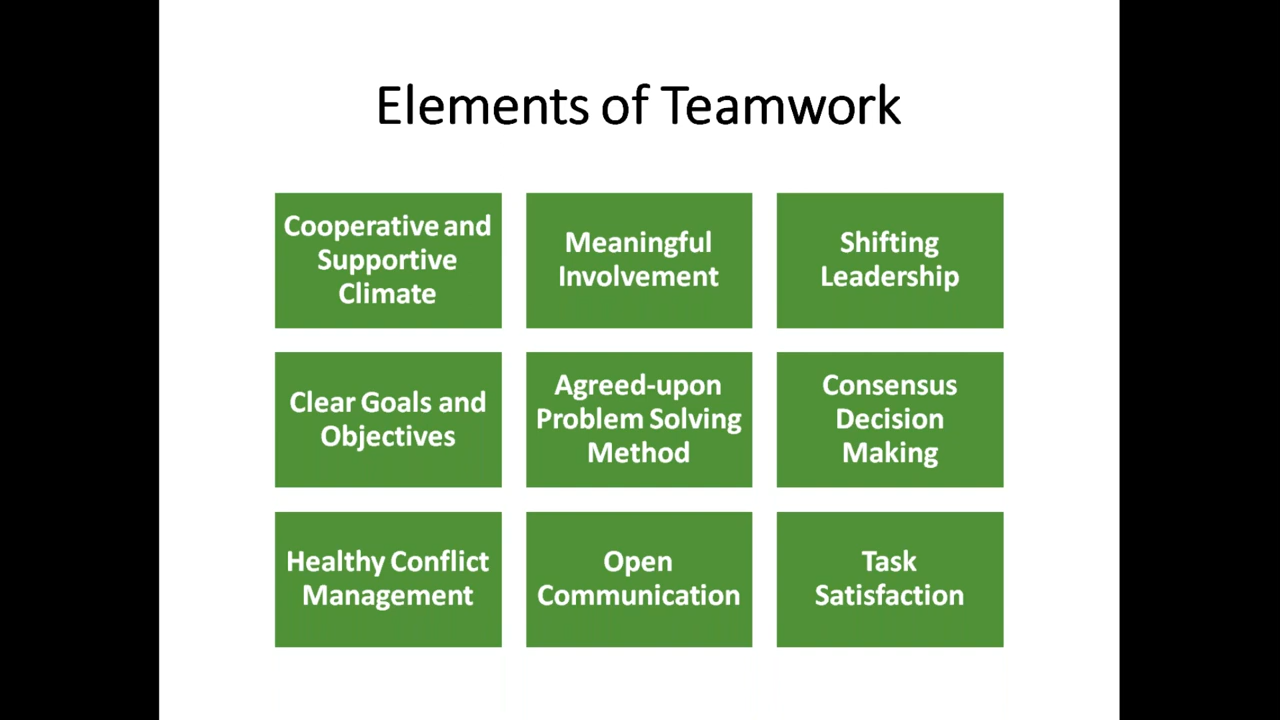 Elements of Teamwork
Cooperative and
Supportive
Climate
Meaningful
Involvement
Shifting
Leadership
Clear Goals and
Objectives
Agreed-upon
Problem Solving
Method
Consensus
Decision
Making
Healthy Conflict
Management
Open
Communication
Task
Satisfaction